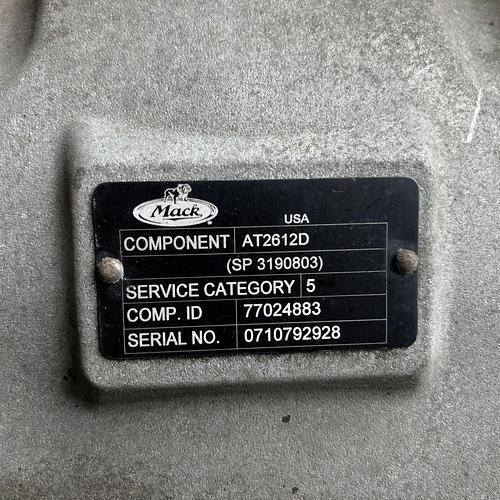 Mack
USA
COMPONENT AT2612D
(SP 3190803)
SERVICE CATEGORY 5
COMP. ID 77024883
SERIAL NO. 0710792928